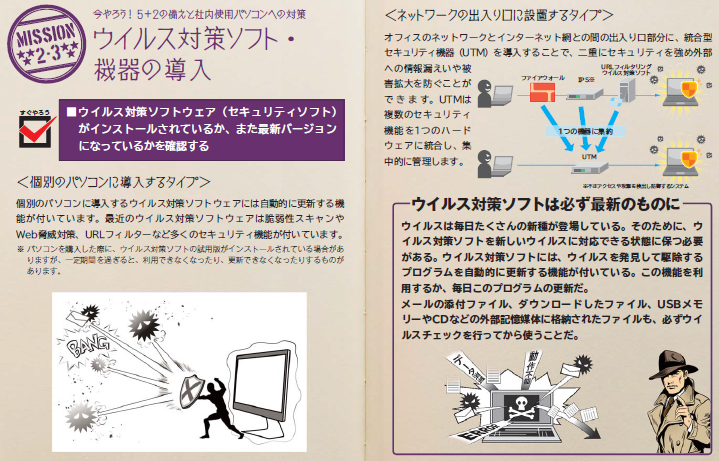 MISSION
2・3
今やろう！5+2の備えと社内使用パソコンへの対策
ウイルス対策ソフト・
機器の導入
すぐやろう
■ウイルス対策ソフトウェア（セキュリティソフト）
がインストールされているか、また最新バージョン
になっているかを確認する
＜個別のパソコンに導入するタイプ＞
個別のパソコンに導入するウイルス対策ソフトウェアには自動的に更新する機
能が付いています。最近のウイルス対策ソフトウェアは脆弱性スキャンや
Web脅威対策、URLフィルターなど多くのセキュリティ機能が付いています。
※ パソコンを購入した際に、ウイルス対策ソフトの試用版がインストールされている場合があ
りますが、一定期間を過ぎると、利用できなくなったり、更新できなくなったりするものが
あります。
BANG
＜ネットワークの出入り口に設置するタイプ＞
オフィスのネットワークとインターネット網との間の出入り口部分に、統合型
セキュリティ機器（UTM）を導入することで、二重にセキュリティを強め外部
への情報漏えいや被
害拡大を防ぐことが
できます。UTMは
複数のセキュリティ
機能を1つのハード
ウェアに統合し、集
中的に管理します。
ファイアウォール
IPS※
URLフィルタリング
ウイルス対策ソフト
1つの機器に集約
UTM
※不正アクセスや攻撃を検出し防御するシステム
ウイルス対策ソフトは必ず最新のものに
ウイルスは毎日たくさんの新種が登場している。そのために、ウ
イルス対策ソフトを新しいウイルスに対応できる状態に保つ必要
がある。ウイルス対策ソフトには、ウイルスを発見して駆除する
プログラムを自動的に更新する機能が付いている。この機能を利
用するか、毎日このプログラムの更新だ。
メールの添付ファイル、ダウンロードしたファイル、USBメモ
リーやCDなどの外部記憶媒体に格納されたファイルも、必ずウイ
ルスチェックを行ってから使うことだ。
動作不能
ERROR